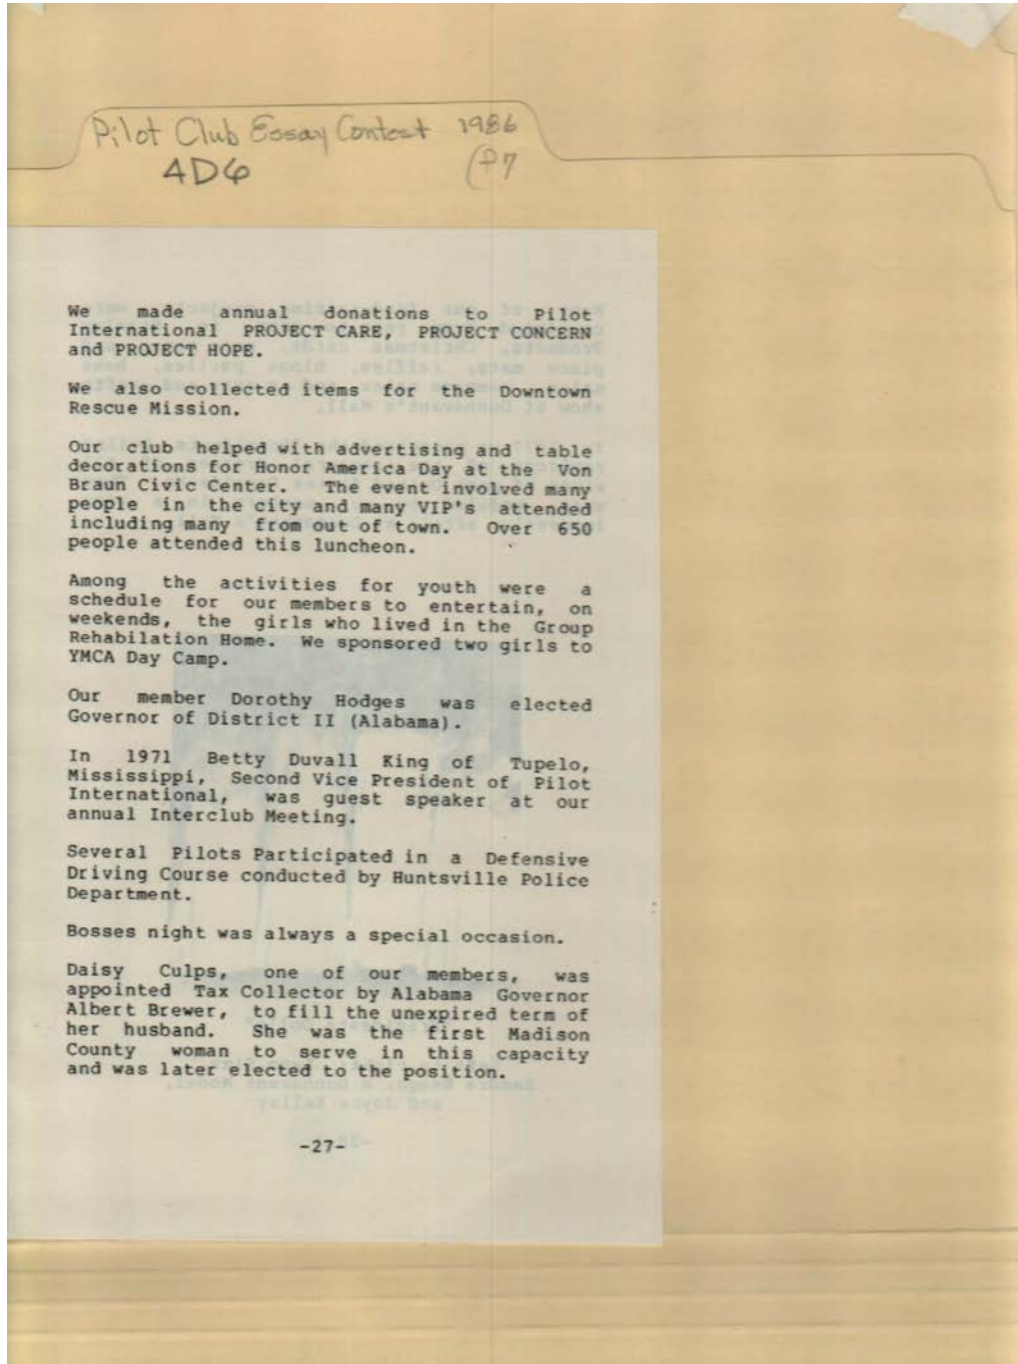 Pilot Club Essay Contest 1986
4D6
We made annual donations to Pilot
International PROJECT CARE, PROJECT CONCERN
and PROJECT HOPE.
We also collected items for the Downtown
Rescue Mission.
Our club helped with advertising and table
decorations for Honor America Day at the Von
Braun Civic Center. The event involved many
people in the city and many VIP's attended
including many from out of town. Over 650
people attended this luncheon.
Among the activities for youth were a
schedule for our members to entertain, on
weekends, the girls who lived in the Group
Rehabilation Home. We sponsored two girls to
YMCA Day Camp.
Our member Dorothy Hodges was elected
Governor of District II (Alabama).
In 1971 Betty Duvall King of Tupelo,
Mississippi, Second Vice President of Pilot
International, was guest speaker at our
annual Interclub Meeting.
Several Pilots Participated in a Defensive
Driving Course conducted by Huntsville Police
Department.
Bosses night was always a special occasion.
Daisy Culps, one of our members, was
appointed Tax Collector by Alabama Governor
Albert Brewer, to fill the unexpired term of
her husband. She was the first Madison
County woman to serve in this capacity
and was later elected to the position.
-27-